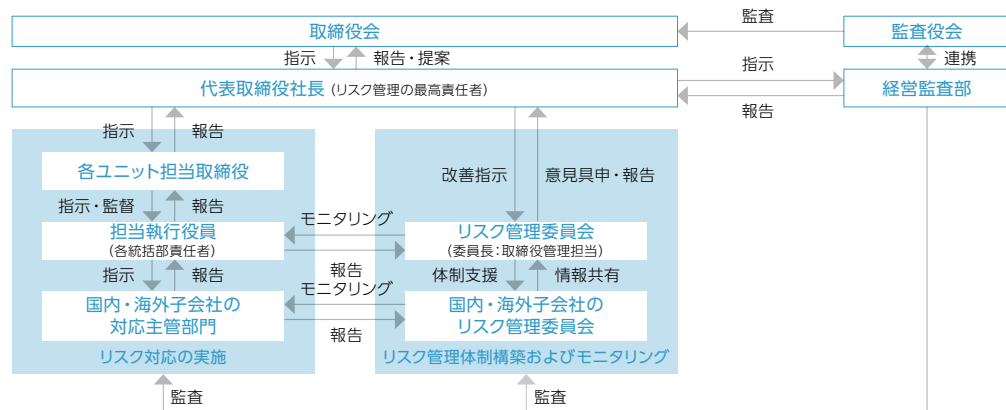 監査
取締役会
監査役会
指示
報告・提案
連携
指示
代表取締役社長(リスク管理の最高責任者)
経営監査部
報告
指示
報告
各ユニット担当取締役
改善指示
意見具申・報告
指示・監督
報告
モニタリング
担当執行役員
(各統括部責任者)
リスク管理委員会
(委員長:取締役管理担当)
報告
指示
報告
体制支援
情報共有
モニタリング
国内・海外子会社の
対応主管部門
国内・海外子会社の
リスク管理委員会
報告
リスク対応の実施
リスク管理体制構築およびモニタリング
監査
監査